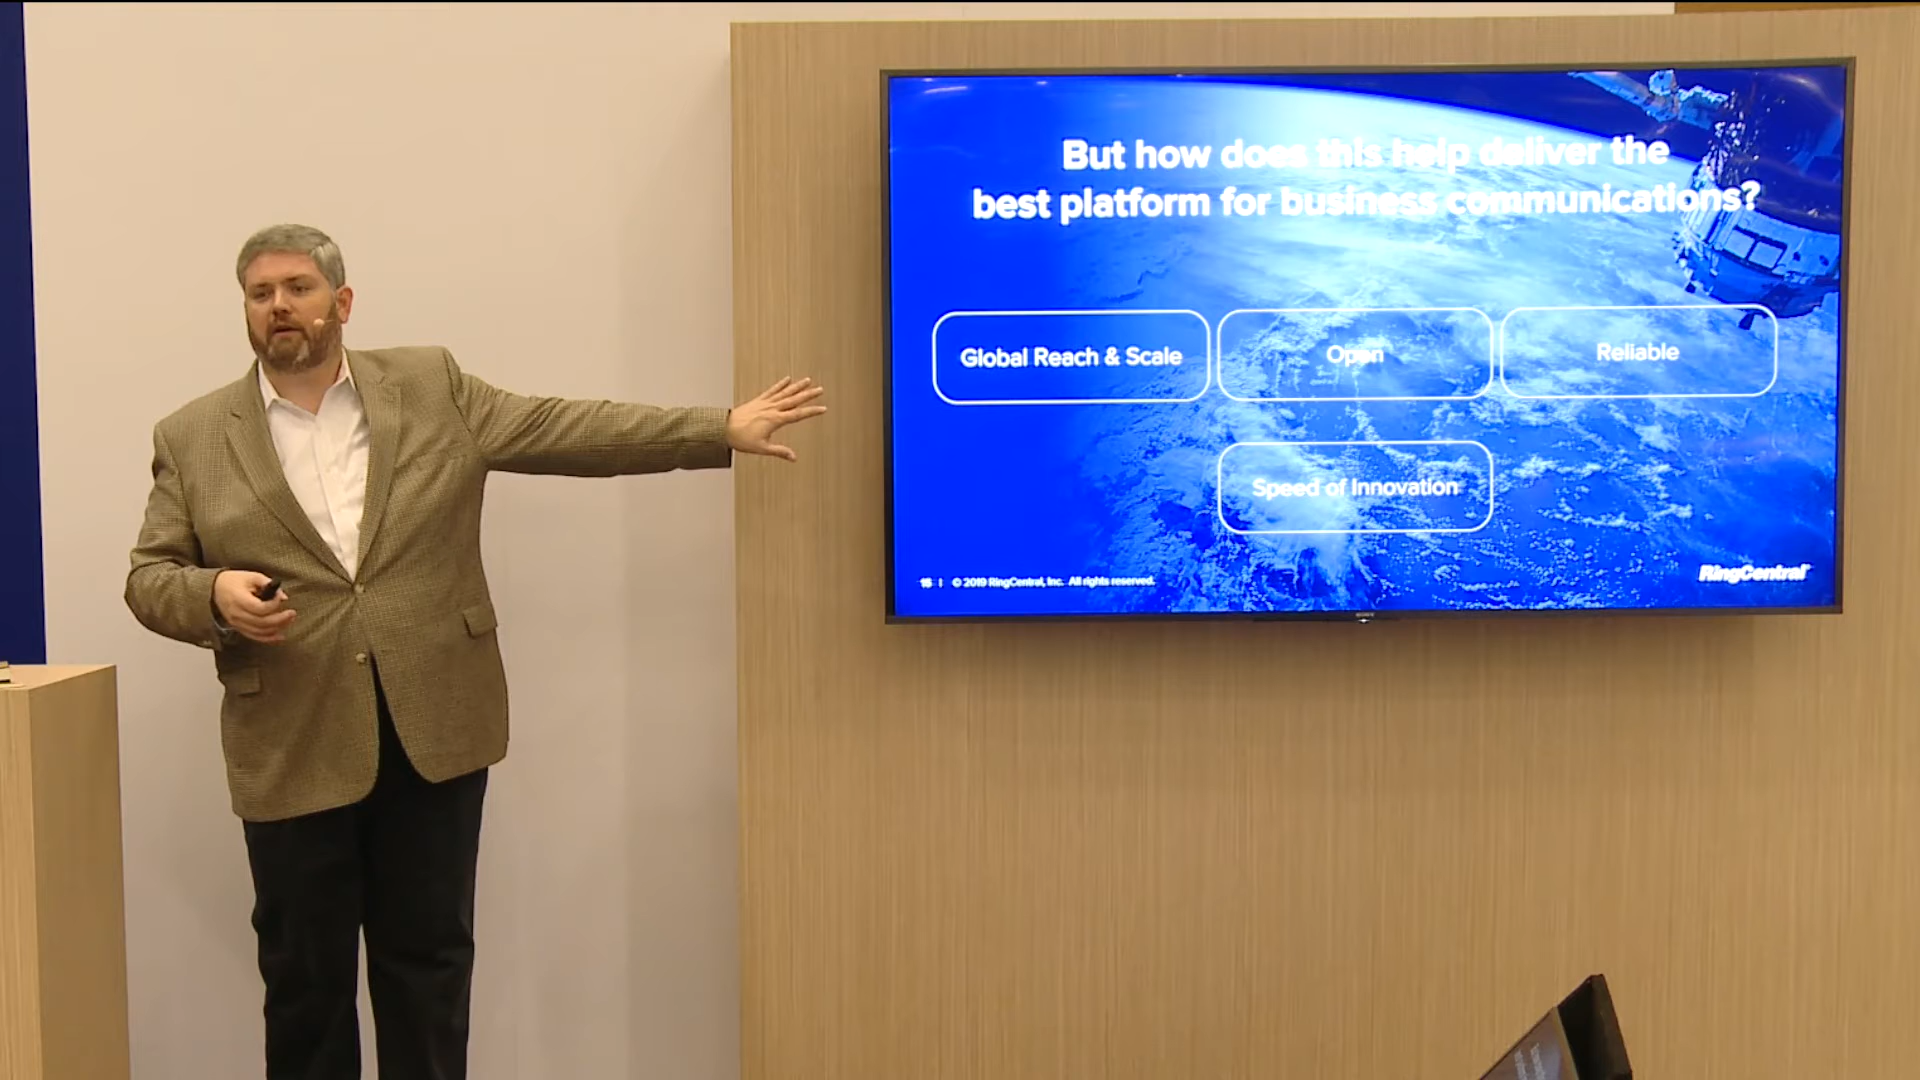 But how does this help deliver the
best platform for business communications?
Global Reach & Scale
Open
Reliable
Speed of Innovation
© 2019 RingCentral, Inc. All rights reserved.
RingCentral
SONY